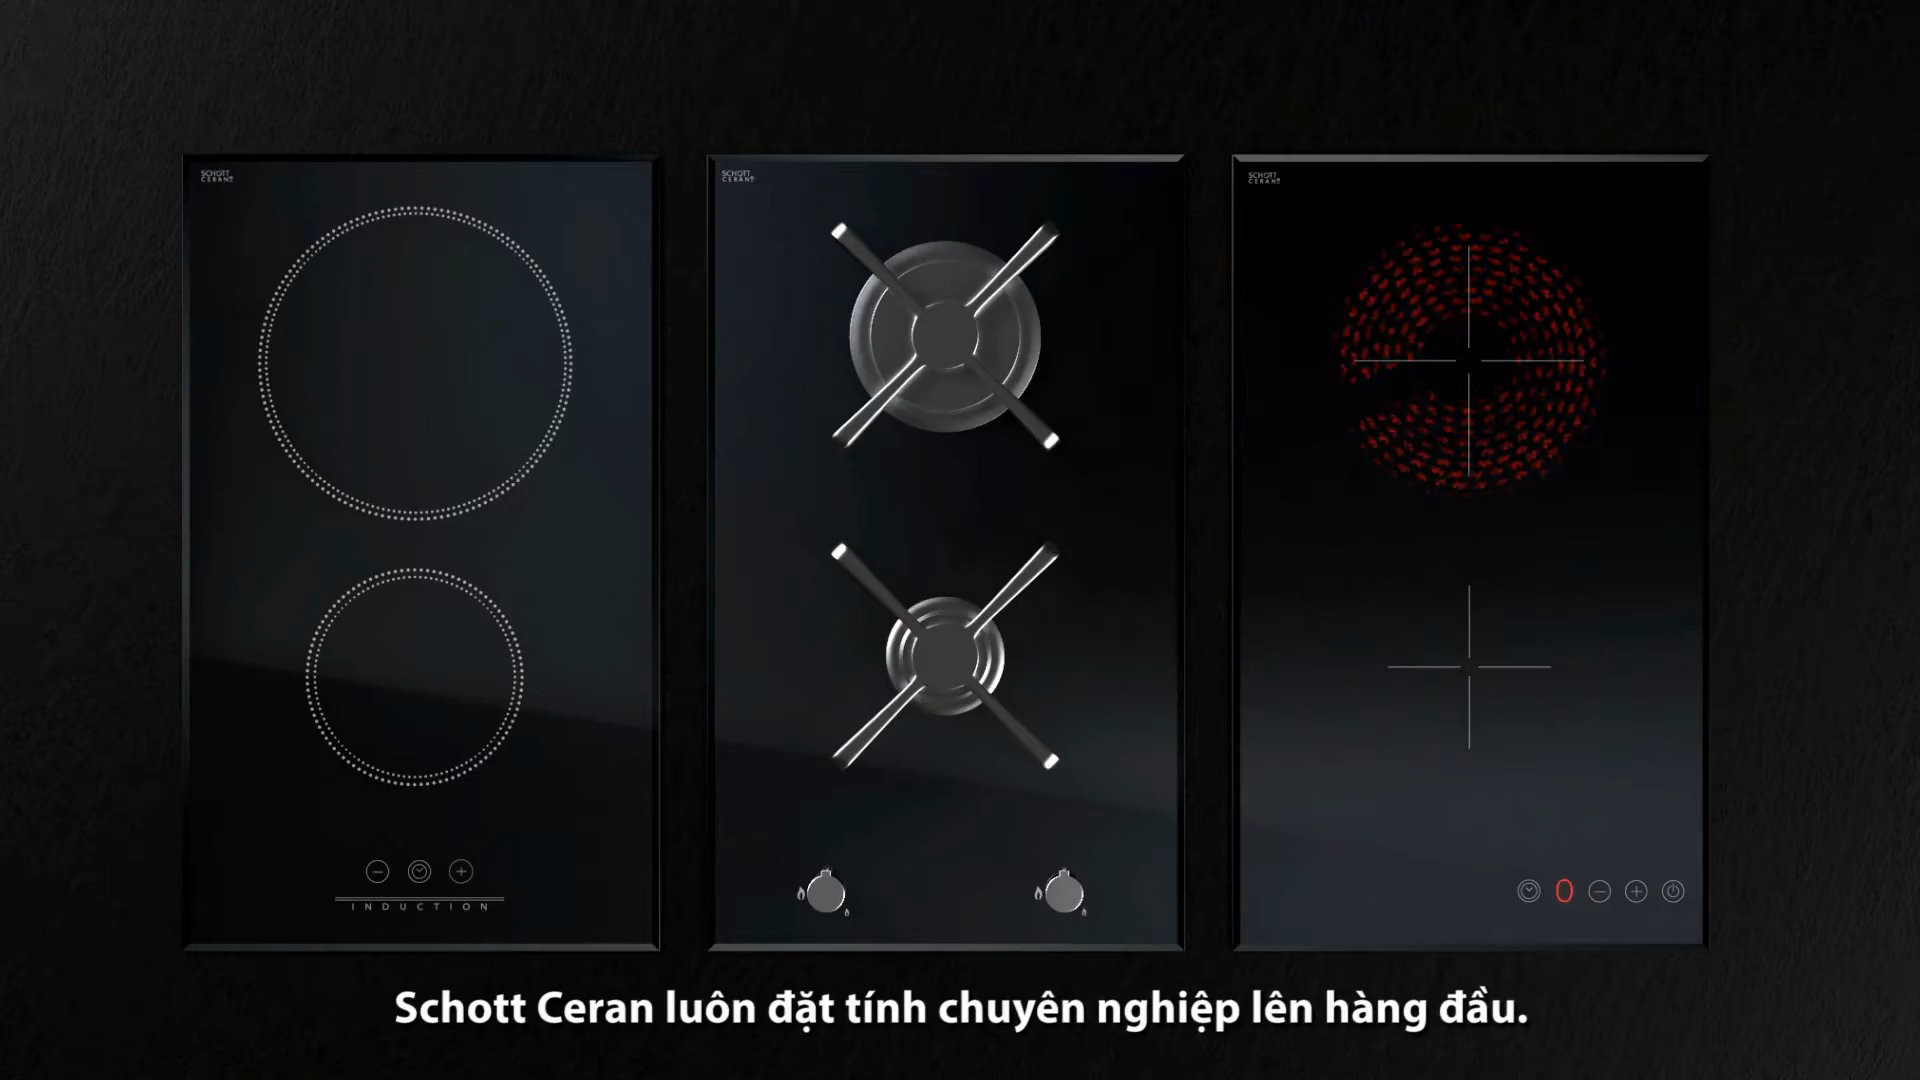 SCHOTT
CERAN®
SCHOTT
CERAN®
SCHOTT
CERAN®
0
INDUCTION
Schott Ceran luôn đặt tính chuyên nghiệp lên hàng đầu.